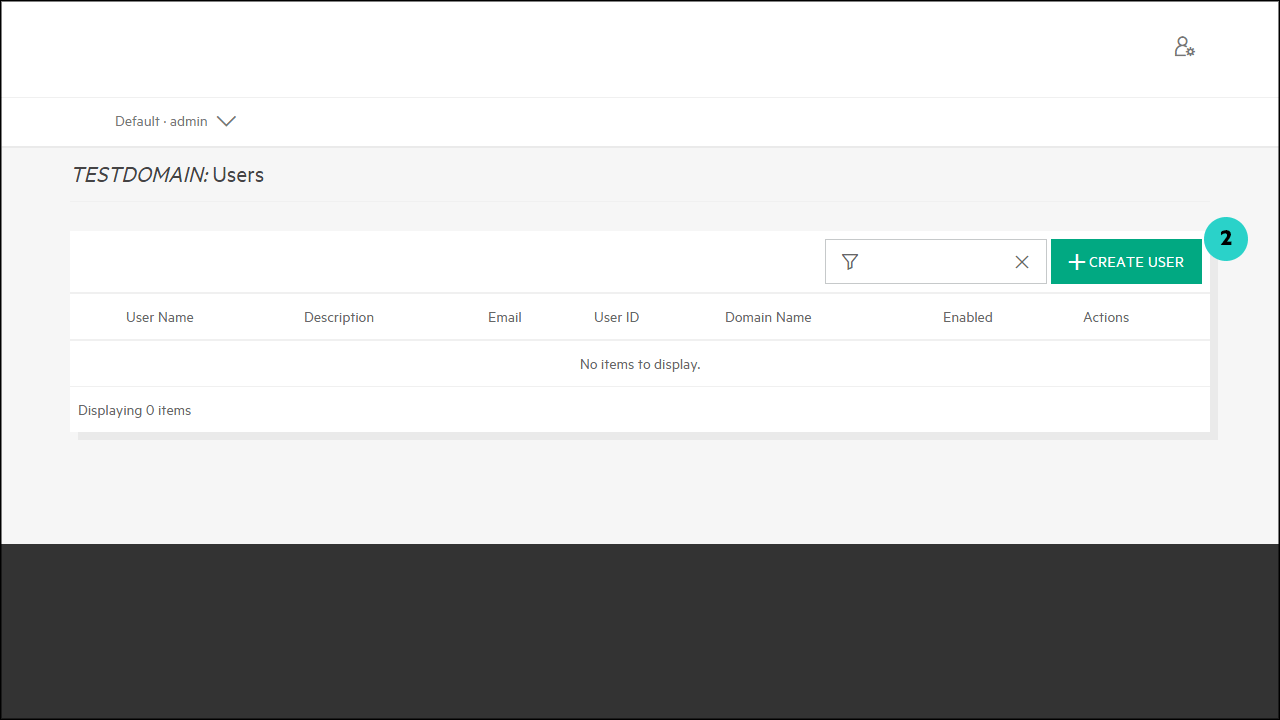 Default · admin
TESTDOMAIN: Users
2
CREATE USER
User Name Description Email User ID Domain Name Enabled Actions
No items to display.
Displaying 0 items